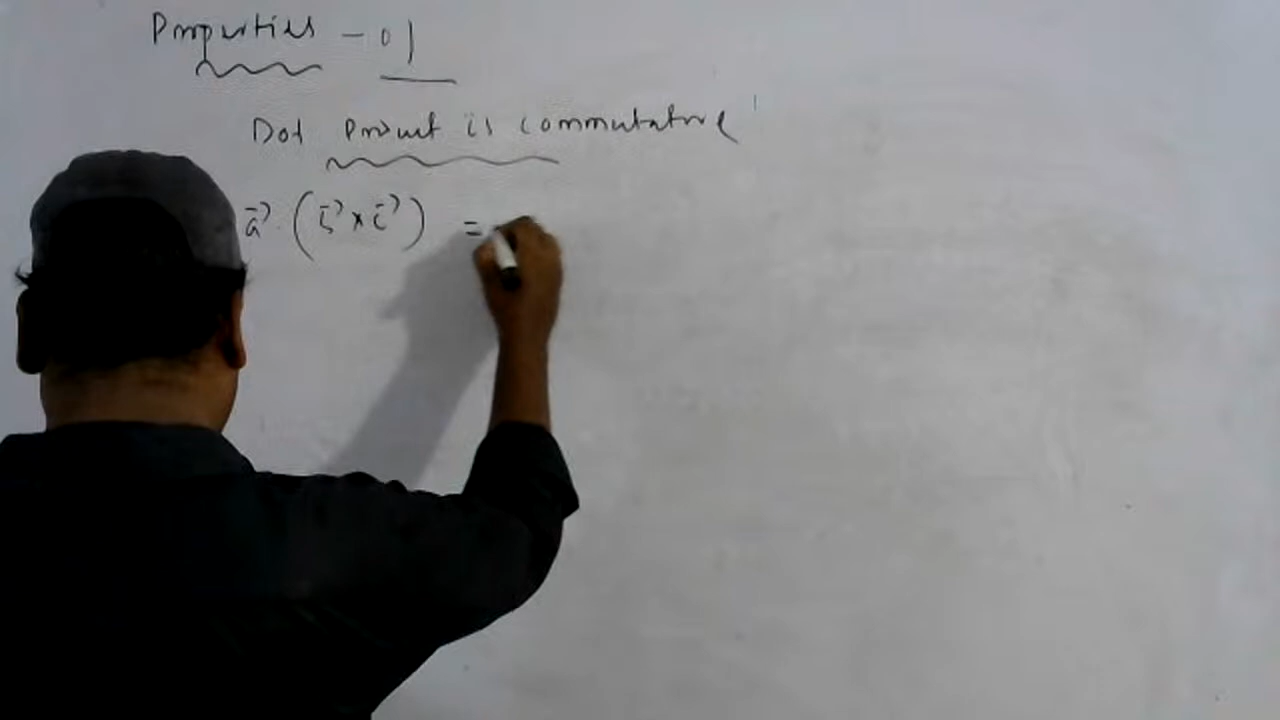 Properties - 01
Dot Product is commutative
a⃗ · (b⃗ × c⃗) =